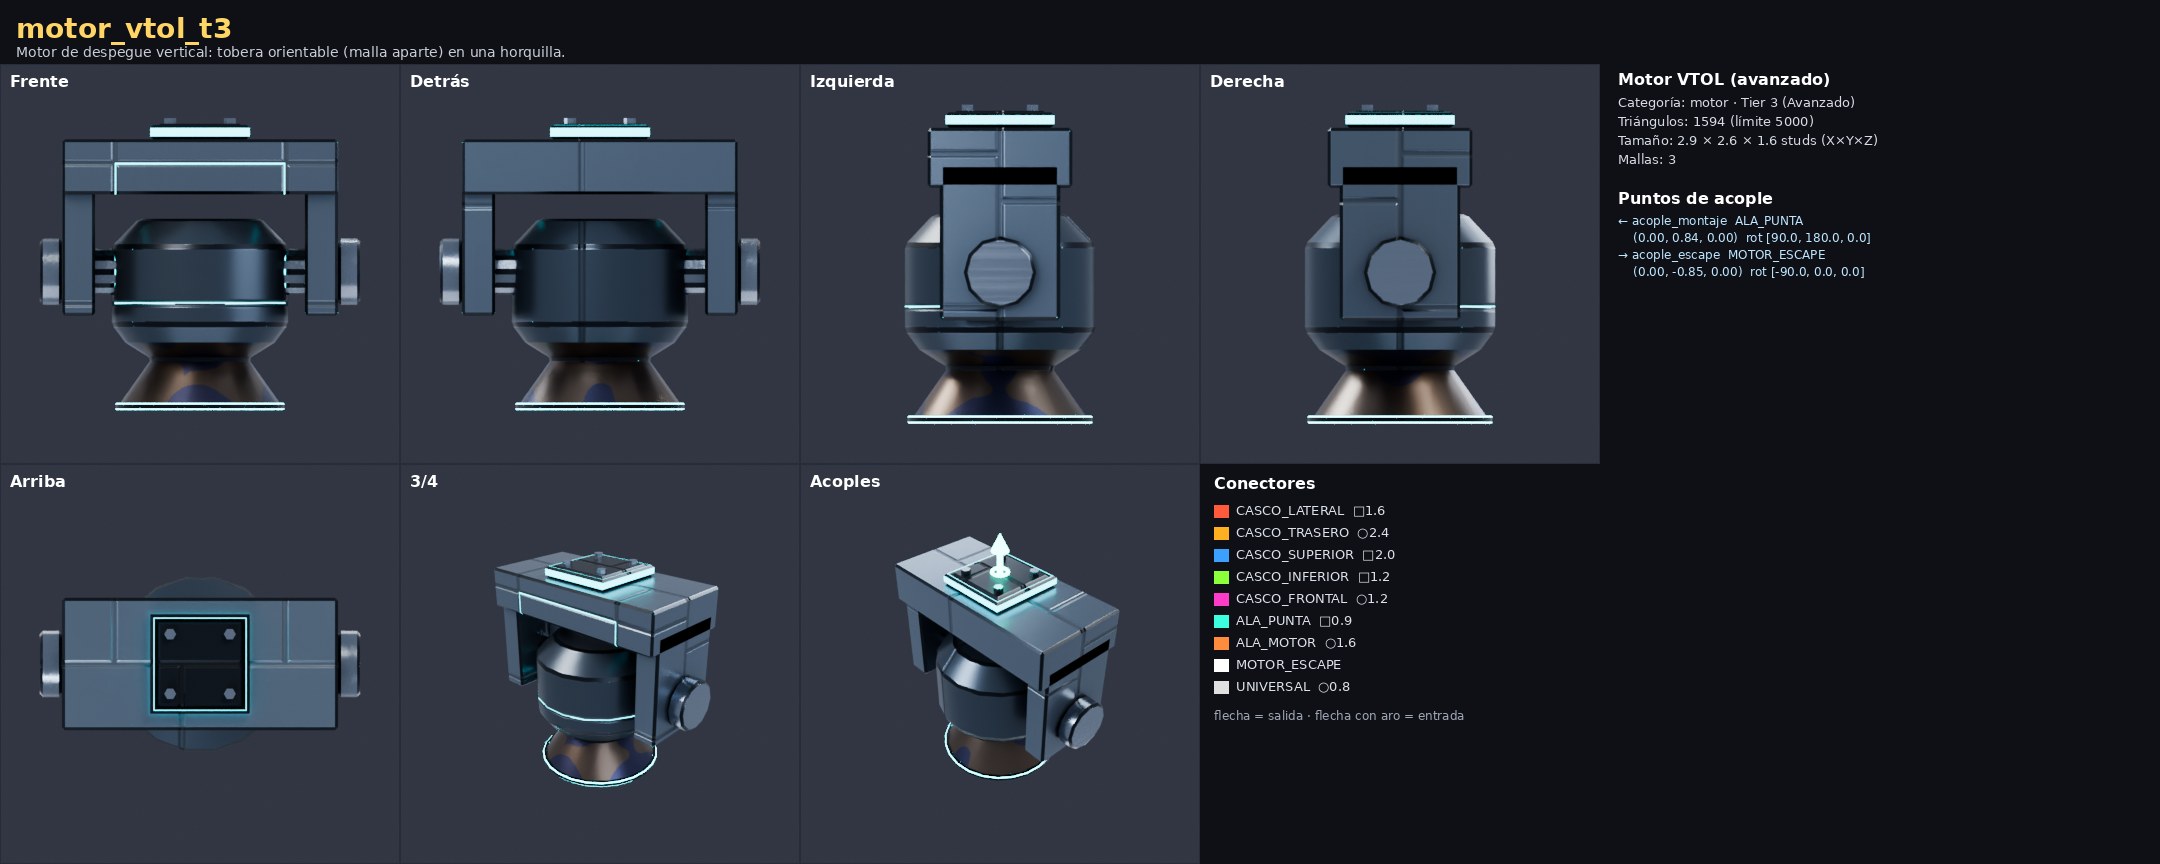 motor_vtol_t3
Motor de despegue vertical: tobera orientable (malla aparte) en una horquilla.
Frente
Detrás
Izquierda
Derecha
Motor VTOL (avanzado)
Categoría: motor · Tier 3 (Avanzado)
Triángulos: 1594 (límite 5000)
Tamaño: 2.9 × 2.6 × 1.6 studs (X×Y×Z)
Mallas: 3
Puntos de acople
← acople_montaje ALA_PUNTA
(0.00, 0.84, 0.00) rot [90.0, 180.0, 0.0]
→ acople_escape MOTOR_ESCAPE
(0.00, -0.85, 0.00) rot [-90.0, 0.0, 0.0]
Arriba
3/4
Acoples
Conectores
CASCO_LATERAL □1.6
CASCO_TRASERO ○2.4
CASCO_SUPERIOR □2.0
CASCO_INFERIOR □1.2
CASCO_FRONTAL ○1.2
ALA_PUNTA □0.9
ALA_MOTOR ○1.6
MOTOR_ESCAPE
UNIVERSAL ○0.8
flecha = salida · flecha con aro = entrada